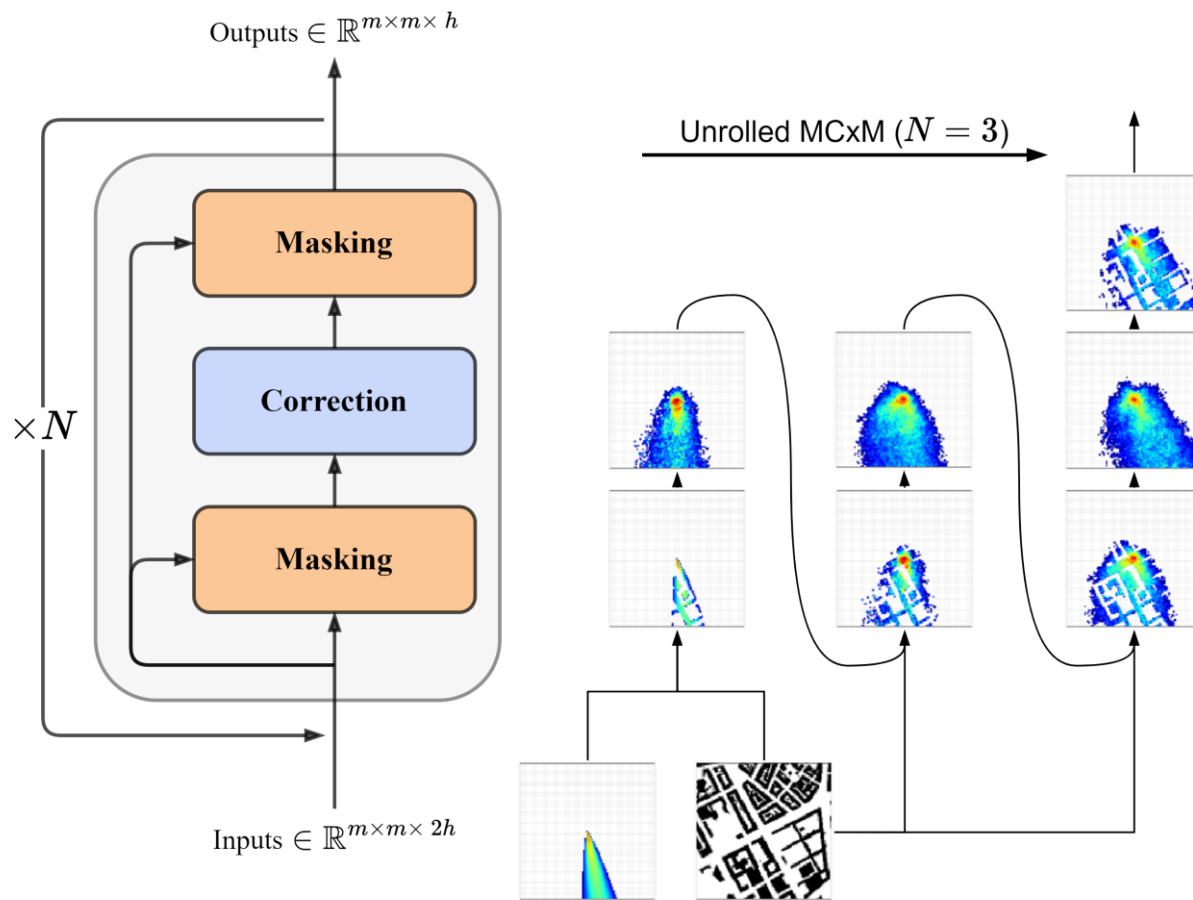 Outputs ∈ ℝ^{m×m×h}
Unrolled MCxM (N = 3)
Masking
Correction
×N
Masking
Inputs ∈ ℝ^{m×m×2h}